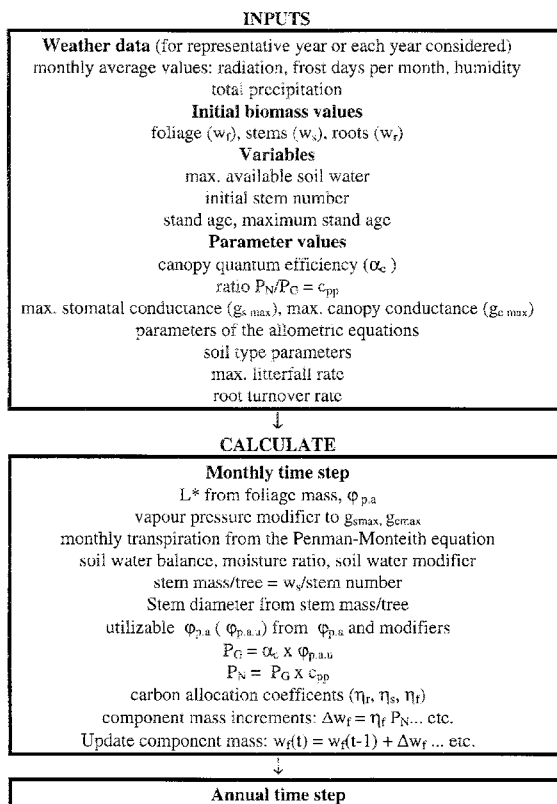 INPUTS
Weather data (for representative year or each year considered)
monthly average values: radiation, frost days per month, humidity
total precipitation
Initial biomass values
foliage (w_f), stems (w_s), roots (w_r)
Variables
max. available soil water
initial stem number
stand age, maximum stand age
Parameter values
canopy quantum efficiency (α_c )
ratio P_N/P_G = c_pp
max. stomatal conductance (g_s max), max. canopy conductance (g_c max)
parameters of the allometric equations
soil type parameters
max. litterfall rate
root turnover rate
↓
CALCULATE
Monthly time step
L* from foliage mass, φ_p.a
vapour pressure modifier to g_smax, g_cmax
monthly transpiration from the Penman-Monteith equation
soil water balance, moisture ratio, soil water modifier
stem mass/tree = w_s/stem number
Stem diameter from stem mass/tree
utilizable φ_p.a ( φ_p.a.u) from φ_p.a and modifiers
P_G = α_c x φ_p.a.u
P_N = P_G x c_pp
carbon allocation coefficents (η_r, η_s, η_f)
component mass increments: Δw_f = η_f P_N... etc.
Update component mass: w_f(t) = w_f(t-1) + Δw_f ... etc.
↓
Annual time step